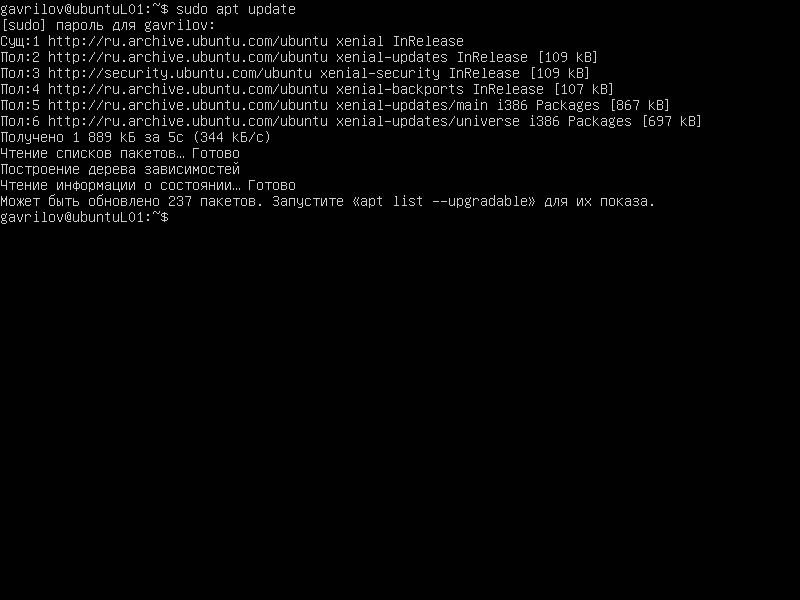 gavrilov@ubuntuL01:~$ sudo apt update
[sudo] пароль для gavrilov:
Сущ:1 http://ru.archive.ubuntu.com/ubuntu xenial InRelease
Пол:2 http://ru.archive.ubuntu.com/ubuntu xenial-updates InRelease [109 kB]
Пол:3 http://security.ubuntu.com/ubuntu xenial-security InRelease [109 kB]
Пол:4 http://ru.archive.ubuntu.com/ubuntu xenial-backports InRelease [107 kB]
Пол:5 http://ru.archive.ubuntu.com/ubuntu xenial-updates/main i386 Packages [867 kB]
Пол:6 http://ru.archive.ubuntu.com/ubuntu xenial-updates/universe i386 Packages [697 kB]
Получено 1 889 kБ за 5с (344 kБ/c)
Чтение списков пакетов… Готово
Построение дерева зависимостей
Чтение информации о состоянии… Готово
Может быть обновлено 237 пакетов. Запустите «apt list --upgradable» для их показа.
gavrilov@ubuntuL01:~$